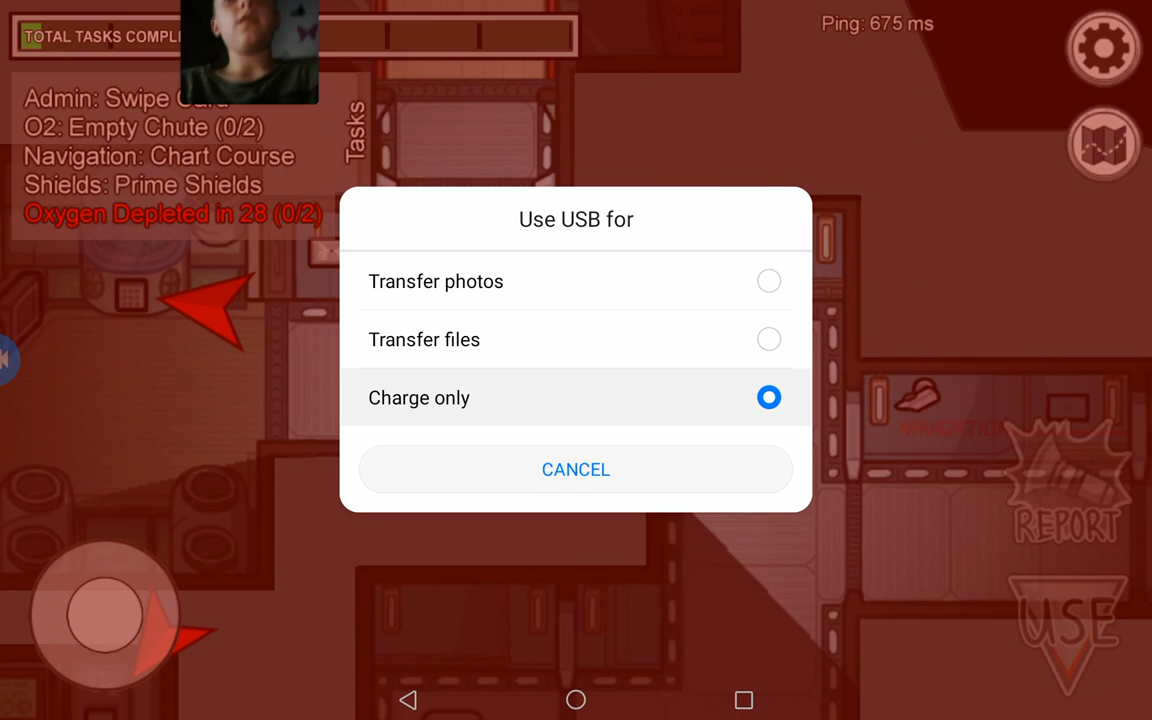 TOTAL TASKS COMPL
Ping: 675 ms
Admin: Swipe Card
O2: Empty Chute (0/2)
Navigation: Chart Course
Shields: Prime Shields
Oxygen Depleted in 28 (0/2)
Tasks
Use USB for
Transfer photos
Transfer files
Charge only
CANCEL
NAVIGATION
REPORT
USE